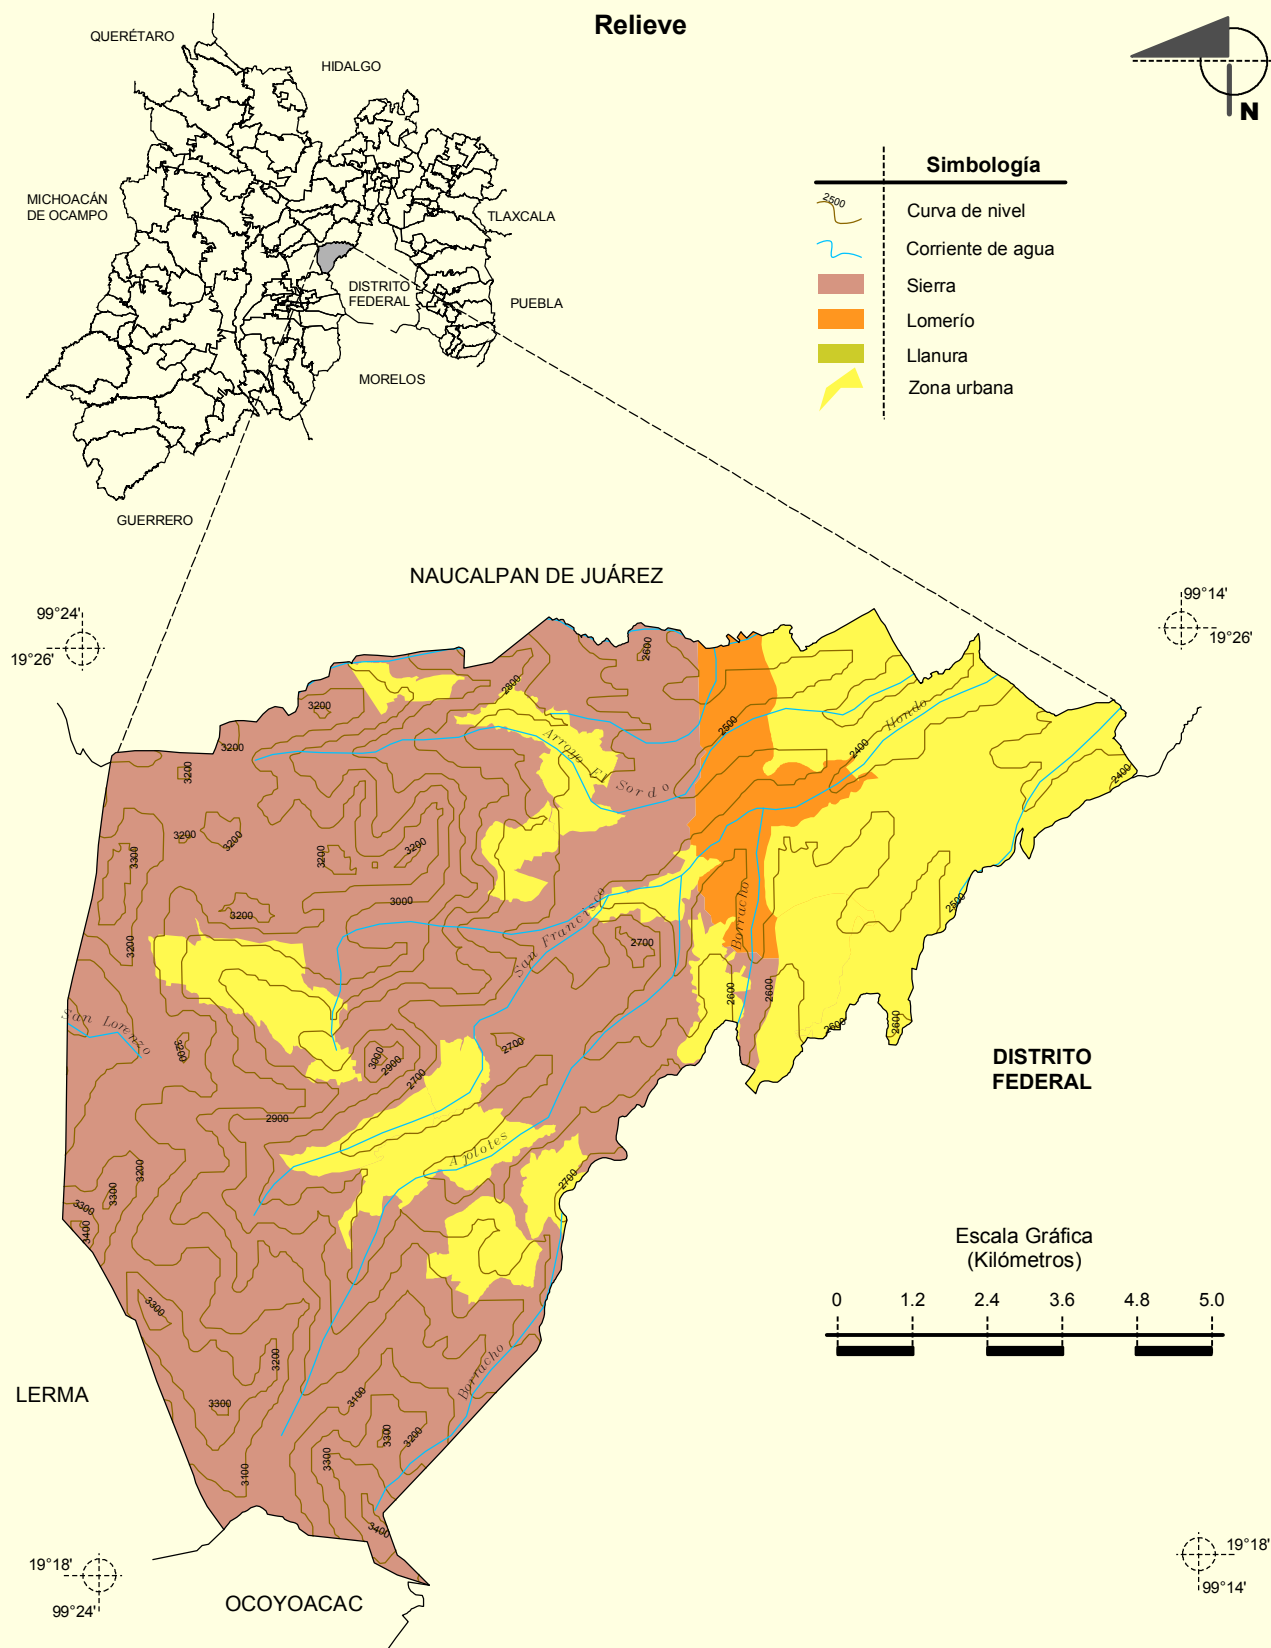 Relieve
QUERÉTARO
HIDALGO
MICHOACÁN
DE OCAMPO
TLAXCALA
DISTRITO
FEDERAL
PUEBLA
MORELOS
GUERRERO
N
Simbología
2500
Curva de nivel
Corriente de agua
Sierra
Lomerío
Llanura
Zona urbana
NAUCALPAN DE JUÁREZ
99°24'
19°26'
99°14'
19°26'
2600
2800
3200
3200
3200
2500
Hondo
2400
2400
Arroyo El Sordo
3200
3200
3200
3200
3300
3000
3200
3200
2700
San Francisco
Borracho
2600
2600
2600
2600
2600
San Lorenzo
3200
3000
2900
2700
2700
2900
Ajolotes
2700
3200
3300
3300
3400
3300
3200
3100
3300
3300
3200
3300
3100
3400
Borracho
DISTRITO
FEDERAL
Escala Gráfica
(Kilómetros)
0 1.2 2.4 3.6 4.8 5.0
LERMA
OCOYOACAC
19°18'
99°24'
19°18'
99°14'